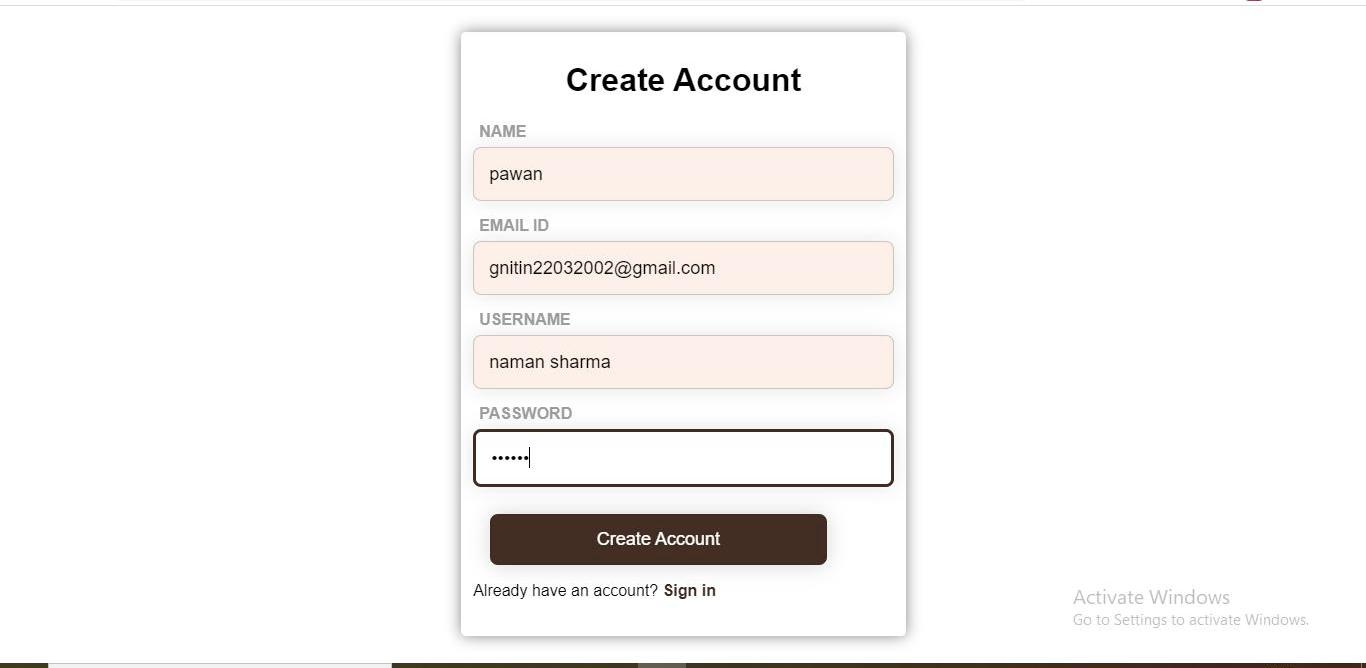 Create Account
NAME
pawan
EMAIL ID
gnitin22032002@gmail.com
USERNAME
naman sharma
PASSWORD
••••••
Create Account
Already have an account? Sign in
Activate Windows
Go to Settings to activate Windows.